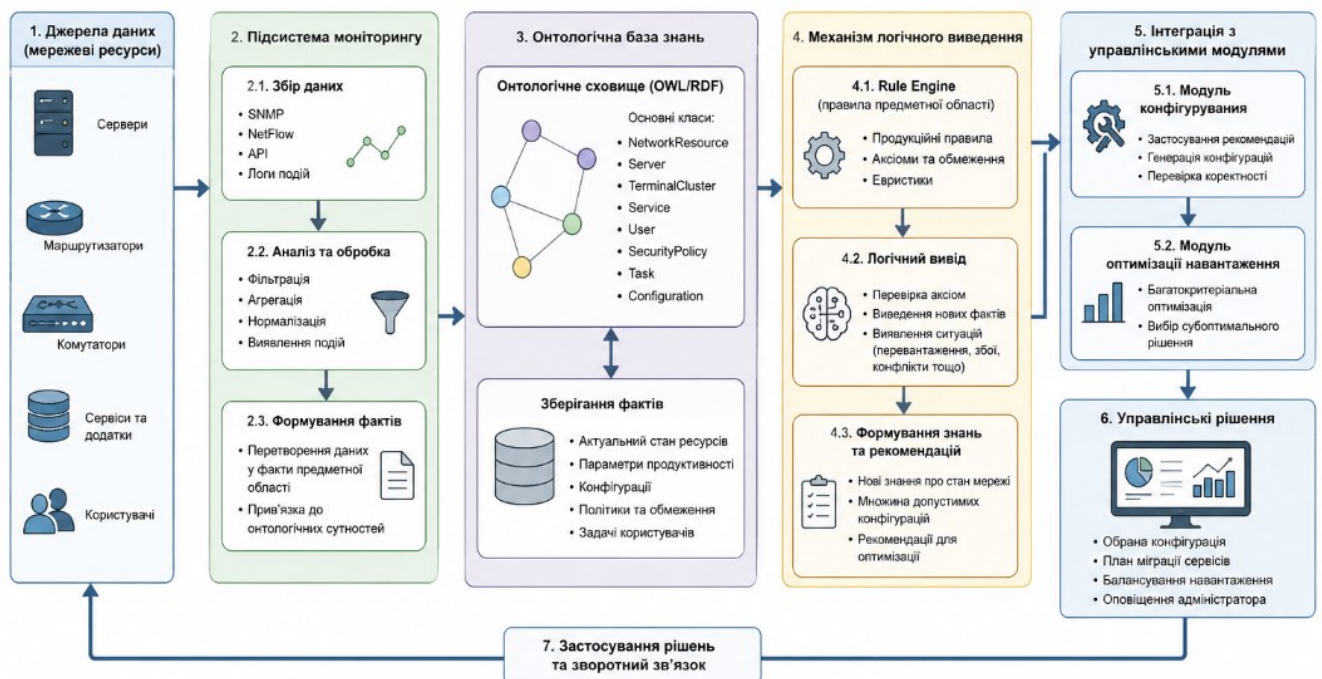 1. Джерела даних
(мережеві ресурси)
Сервери
Маршрутизатори
Комутатори
Сервіси та
додатки
Користувачі
2. Підсистема моніторингу
2.1. Збір даних
• SNMP
• NetFlow
• API
• Логи подій
2.2. Аналіз та обробка
• Фільтрація
• Агрегація
• Нормалізація
• Виявлення подій
2.3. Формування фактів
• Перетворення даних
у факти предметної
області
• Прив'язка до
онтологічних сутностей
3. Онтологічна база знань
Онтологічне сховище (OWL/RDF)
Основні класи:
• NetworkResource
• Server
• TerminalCluster
• Service
• User
• SecurityPolicy
• Task
• Configuration
Зберігання фактів
• Актуальний стан ресурсів
• Параметри продуктивності
• Конфігурації
• Політики та обмеження
• Задачі користувачів
4. Механізм логічного виведення
4.1. Rule Engine
(правила предметної області)
• Продукційні правила
• Аксіоми та обмеження
• Евристики
4.2. Логічний вивід
• Перевірка аксіом
• Виведення нових фактів
• Виявлення ситуацій
(перевантаження, збої,
конфлікти тощо)
4.3. Формування знань
та рекомендацій
• Нові знання про стан мережі
• Множина допустимих
конфігурацій
• Рекомендації для
оптимізації
5. Інтеграція з
управлінськими модулями
5.1. Модуль
конфігурування
• Застосування рекомендацій
• Генерація конфігурацій
• Перевірка коректності
5.2. Модуль
оптимізації навантаження
• Багатокритеріальна
оптимізація
• Вибір субоптимального
рішення
6. Управлінські рішення
• Обрана конфігурація
• План міграції сервісів
• Балансування навантаження
• Оповіщення адміністратора
7. Застосування рішень
та зворотний зв'язок